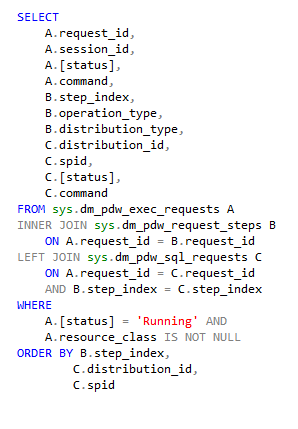 SELECT
    A.request_id,
    A.session_id,
    A.[status],
    A.command,
    B.step_index,
    B.operation_type,
    B.distribution_type,
    C.distribution_id,
    C.spid,
    C.[status],
    C.command
FROM sys.dm_pdw_exec_requests A
INNER JOIN sys.dm_pdw_request_steps B
    ON A.request_id = B.request_id
LEFT JOIN sys.dm_pdw_sql_requests C
    ON A.request_id = C.request_id
    AND B.step_index = C.step_index
WHERE
    A.[status] = 'Running' AND
    A.resource_class IS NOT NULL
ORDER BY B.step_index,
        C.distribution_id,
        C.spid